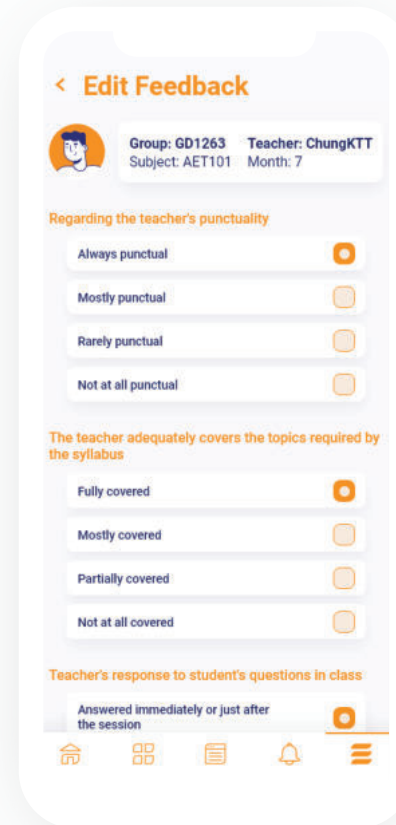 Edit Feedback
Group: GD1263 Teacher: ChungKTT
Subject: AET101 Month: 7
Regarding the teacher's punctuality
Always punctual
Mostly punctual
Rarely punctual
Not at all punctual
The teacher adequately covers the topics required by
the syllabus
Fully covered
Mostly covered
Partially covered
Not at all covered
Teacher's response to student's questions in class
Answered immediately or just after
the session